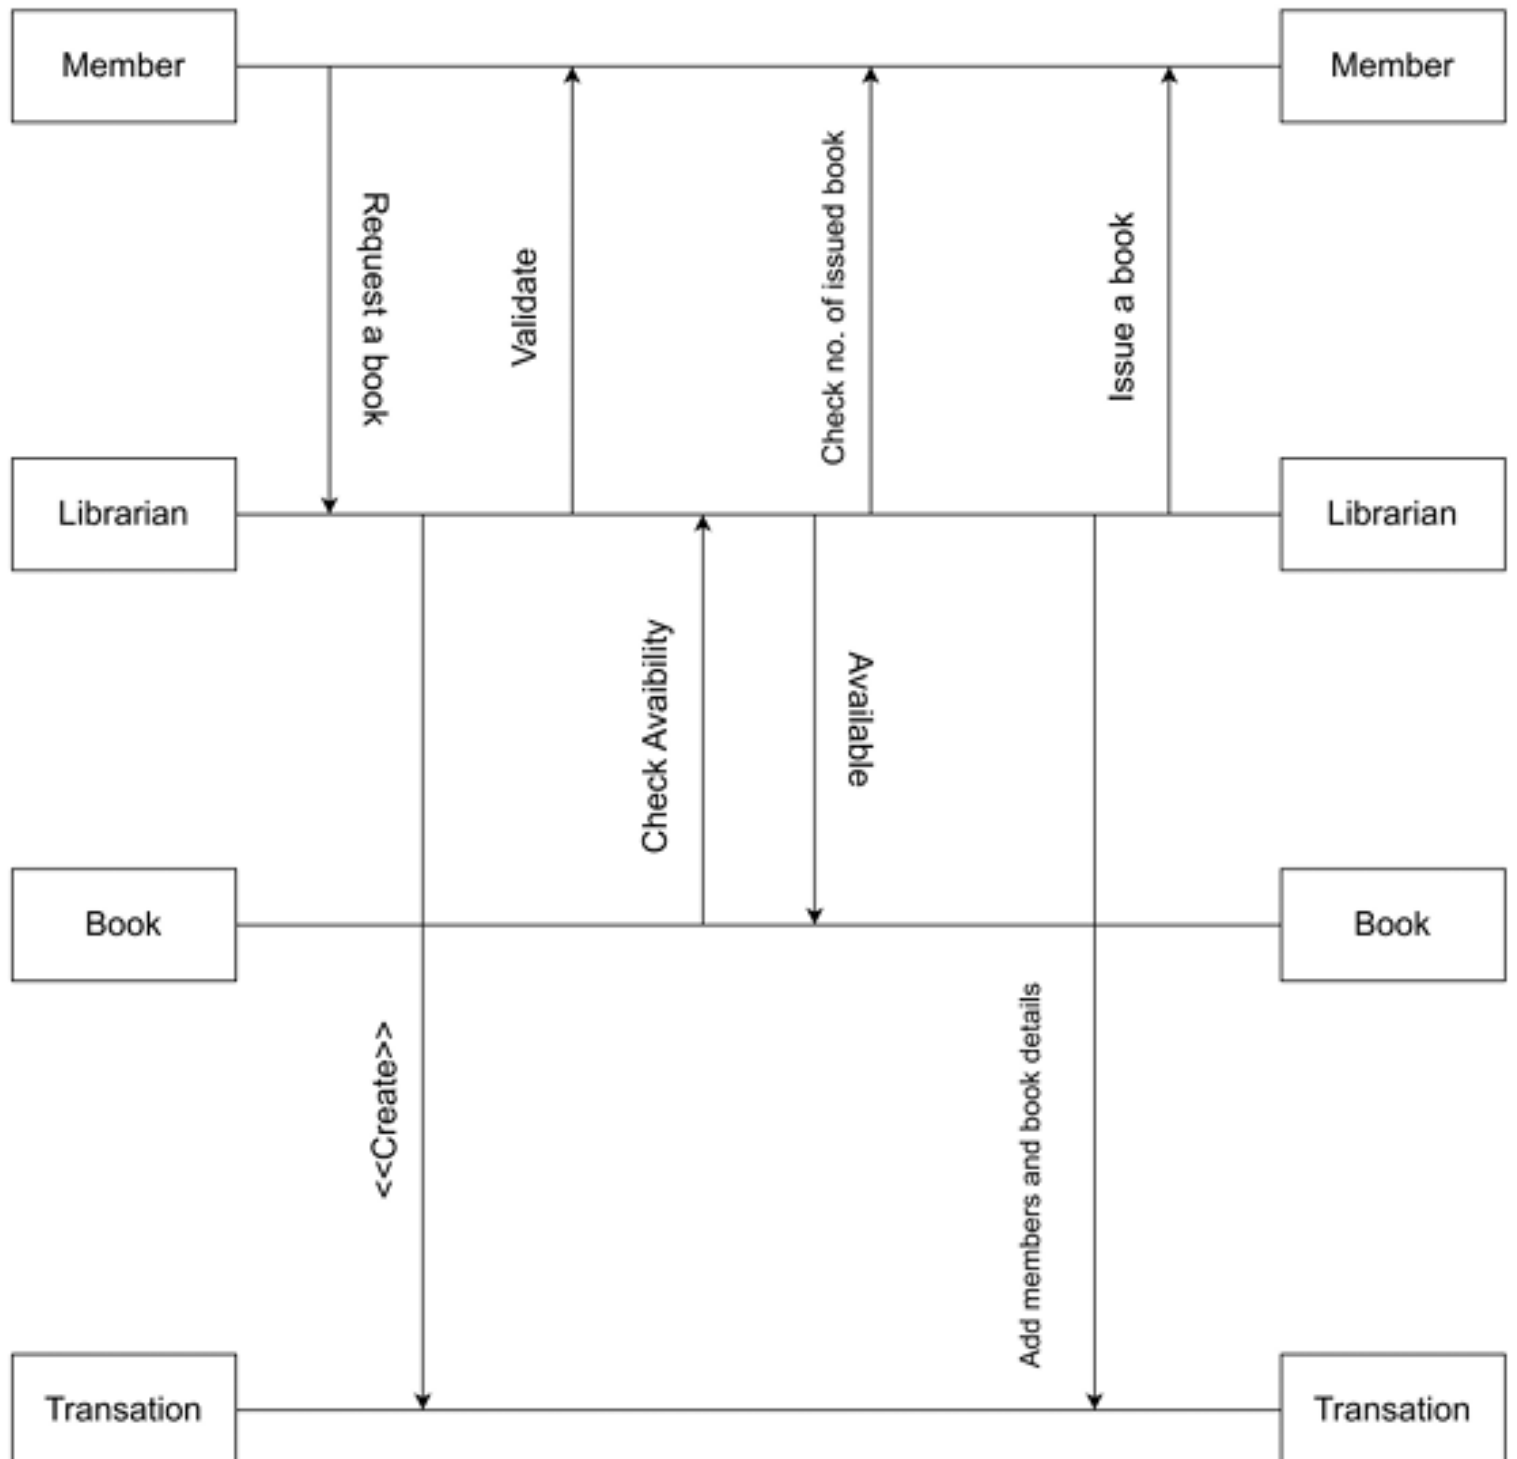 Member
Member
Request a book
Validate
Check no. of issued book
Issue a book
Librarian
Librarian
Check Avaibility
Available
Book
Book
<<Create>>
Add members and book details
Transation
Transation